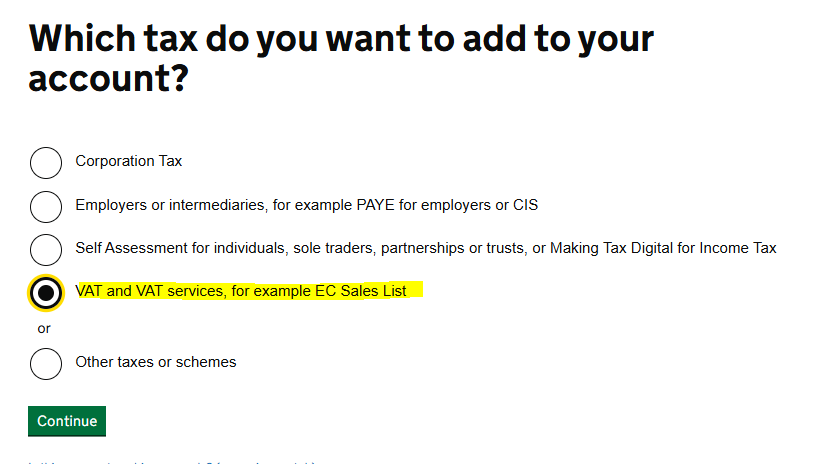 Which tax do you want to add to your
account?
Corporation Tax
Employers or intermediaries, for example PAYE for employers or CIS
Self Assessment for individuals, sole traders, partnerships or trusts, or Making Tax Digital for Income Tax
VAT and VAT services, for example EC Sales List
or
Other taxes or schemes
Continue